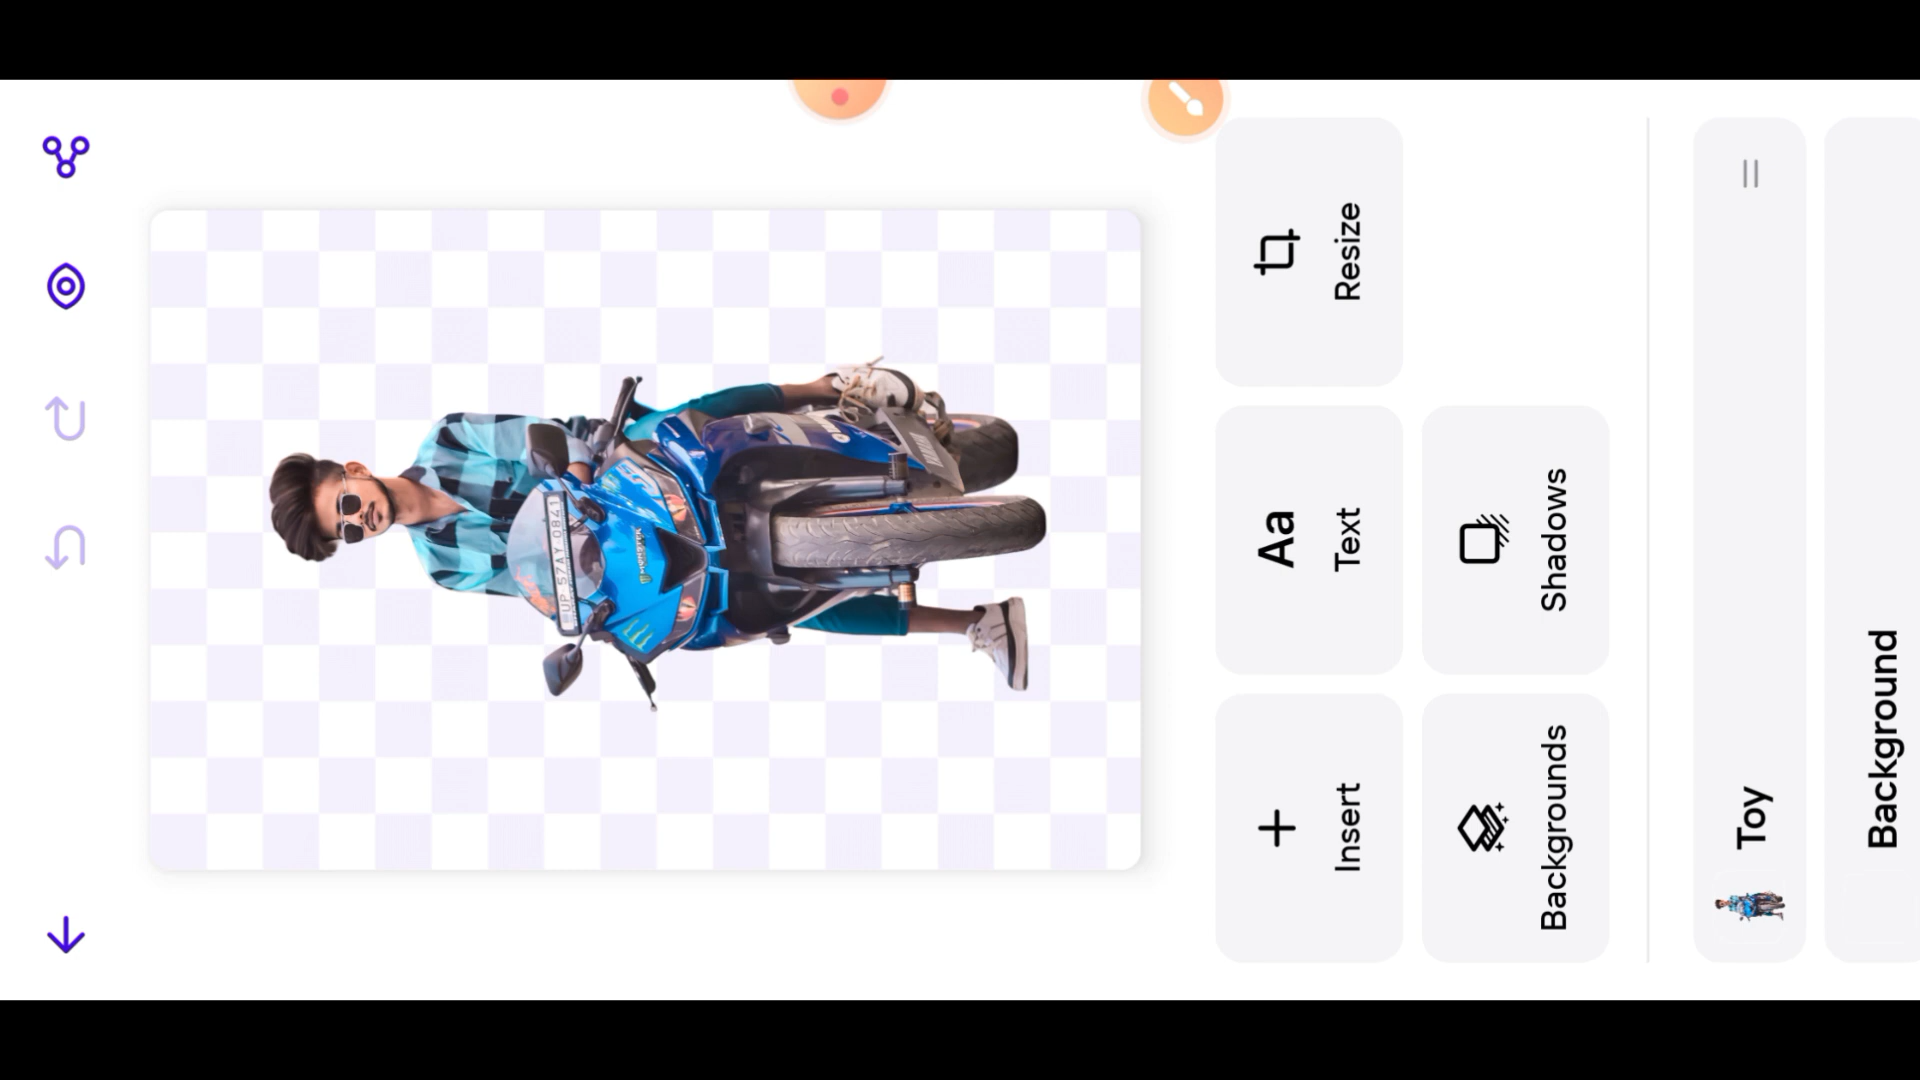 UP 57AY 0841
Insert
Text
Resize
Backgrounds
Shadows
Toy
Background